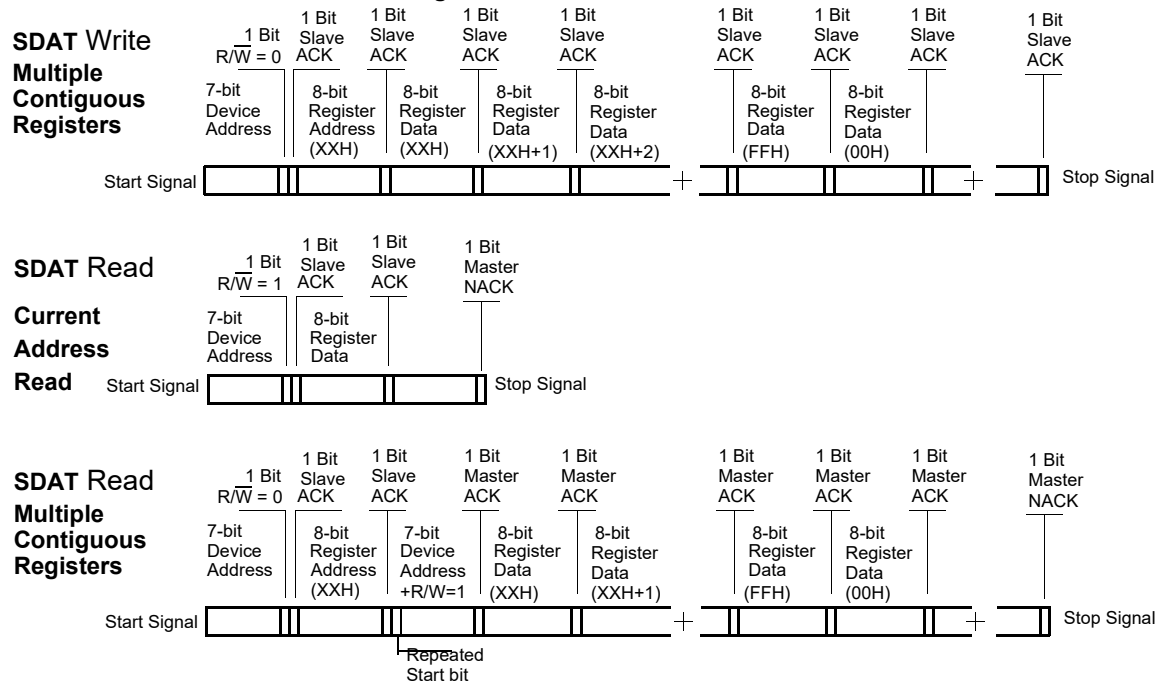 SDAT Write
Multiple
Contiguous
Registers
1 Bit
R/W = 0
1 Bit
Slave
ACK
1 Bit
Slave
ACK
1 Bit
Slave
ACK
1 Bit
Slave
ACK
1 Bit
Slave
ACK
1 Bit
Slave
ACK
1 Bit
Slave
ACK
1 Bit
Slave
ACK
7-bit
Device
Address
8-bit
Register
Address
(XXH)
8-bit
Register
Data
(XXH)
8-bit
Register
Data
(XXH+1)
8-bit
Register
Data
(XXH+2)
8-bit
Register
Data
(FFH)
8-bit
Register
Data
(00H)
Start Signal
Stop Signal
SDAT Read
Current
Address
Read
1 Bit
R/W = 1
1 Bit
Slave
ACK
1 Bit
Slave
ACK
1 Bit
Master
NACK
7-bit
Device
Address
8-bit
Register
Data
Start Signal
Stop Signal
SDAT Read
Multiple
Contiguous
Registers
1 Bit
R/W = 0
1 Bit
Slave
ACK
1 Bit
Slave
ACK
1 Bit
Master
ACK
1 Bit
Master
ACK
1 Bit
Master
ACK
1 Bit
Master
ACK
1 Bit
Master
ACK
1 Bit
Master
NACK
7-bit
Device
Address
8-bit
Register
Address
(XXH)
7-bit
Device
Address
+R/W=1
8-bit
Register
Data
(XXH)
8-bit
Register
Data
(XXH+1)
8-bit
Register
Data
(FFH)
8-bit
Register
Data
(00H)
Start Signal
Stop Signal
Repeated
Start bit